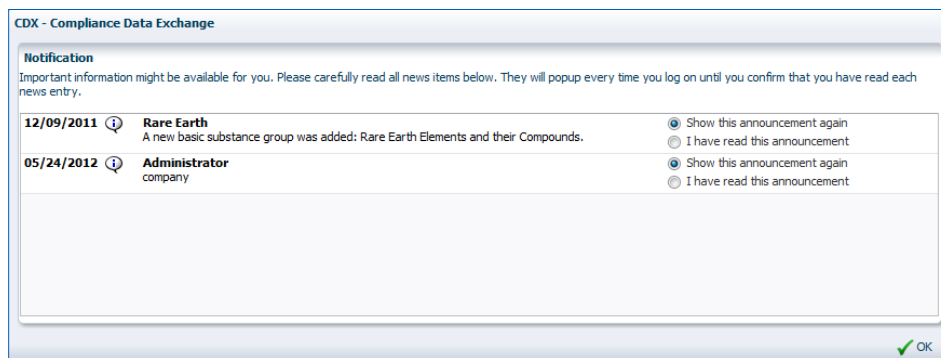 CDX - Compliance Data Exchange
Notification
Important information might be available for you. Please carefully read all news items below. They will popup every time you log on until you confirm that you have read each
news entry.
12/09/2011 Rare Earth Show this announcement again
A new basic substance group was added: Rare Earth Elements and their Compounds.
I have read this announcement
05/24/2012 Administrator Show this announcement again
company
I have read this announcement
OK